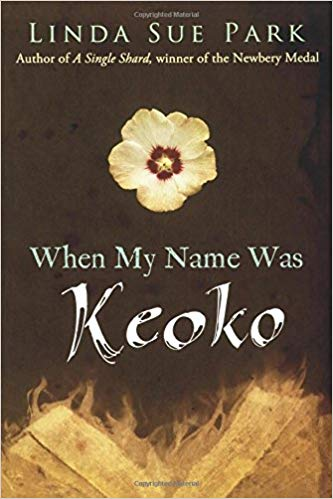 LINDA SUE PARK
Author of A Single Shard, winner of the Newbery Medal
When My Name Was
Keoko